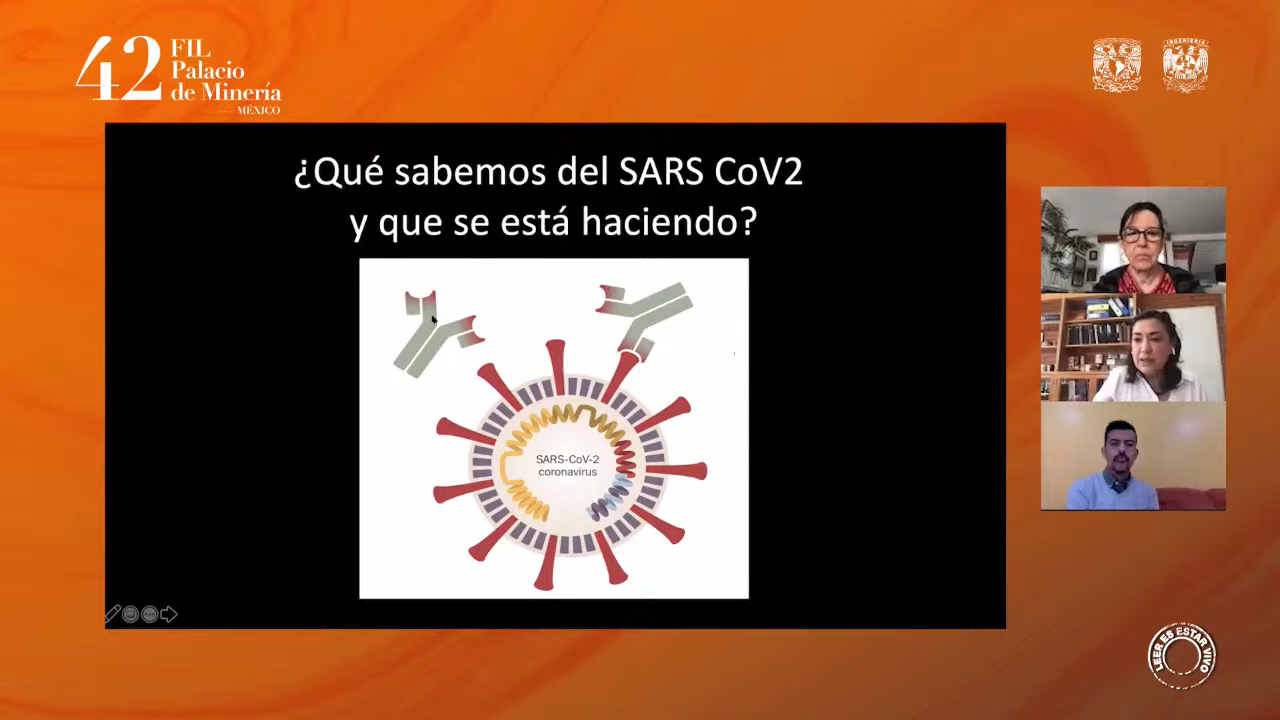 42
FIL
Palacio
de Minería
MÉXICO
INGENIERIA
¿Qué sabemos del SARS CoV2
y que se está haciendo?
SARS-CoV-2
coronavirus
LEER ES ESTAR VIVO